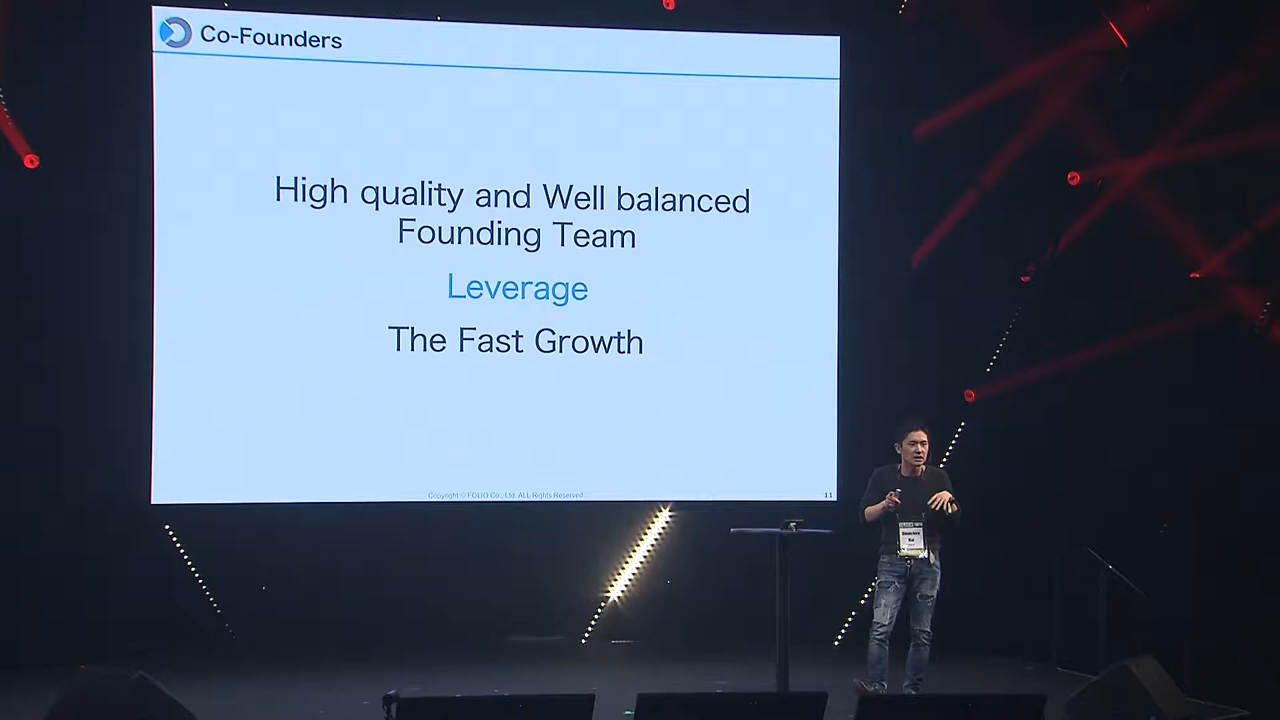 Co-Founders
High quality and Well balanced
Founding Team
Leverage
The Fast Growth
Copyright © FOLIO Co., Ltd. ALL Rights Reserved.
11